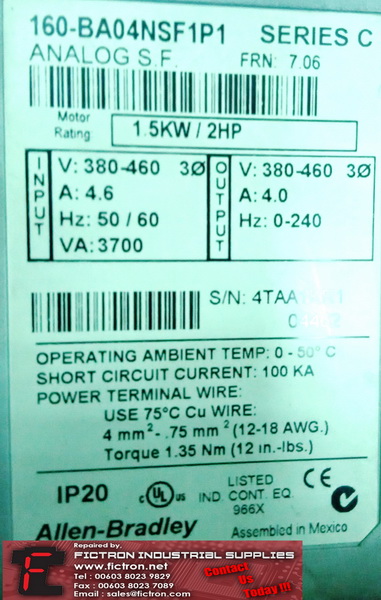 160-BA04NSF1P1 SERIES C
ANALOG S.F. FRN: 7.06
Motor Rating 1.5KW / 2HP
INPUT
V: 380-460 3Ø
A: 4.6
Hz: 50 / 60
VA: 3700
OUTPUT
V: 380-460 3Ø
A: 4.0
Hz: 0-240
S/N:
OPERATING AMBIENT TEMP: 0 - 50° C
SHORT CIRCUIT CURRENT: 100 KA
POWER TERMINAL WIRE:
USE 75°C Cu WIRE:
4 mm²- .75 mm² (12-18 AWG.)
Torque 1.35 Nm (12 in.-lbs.)
IP20 c UL us LISTED IND. CONT. EQ. 966X CE
Allen-Bradley Assembled in Mexico
FICTRON INDUSTRIAL SUPPLIES
www.fictron.net
Tel : 00603 8023 9829
Fax : 00603 8023 7089
Email : sales@fictron.com
Contact Us Today !!!